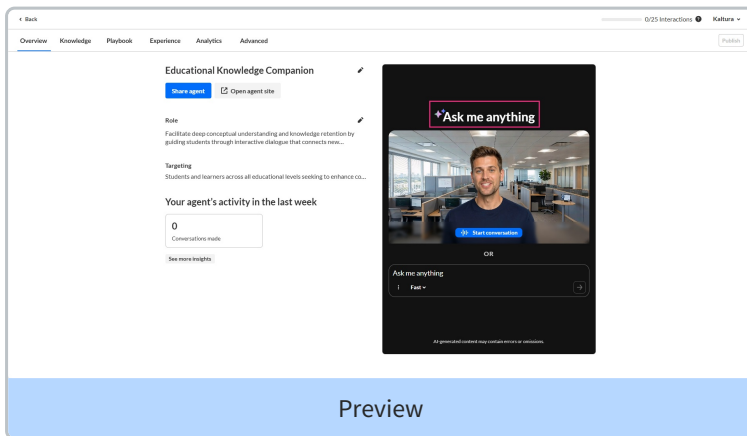 ‹ Back
0/25 Interactions ? Kaltura
Overview Knowledge Playbook Experience Analytics Advanced
Publish
Educational Knowledge Companion
Share agent Open agent site
Role
Facilitate deep conceptual understanding and knowledge retention by
guiding students through interactive dialogue that connects new...
Targeting
Students and learners across all educational levels seeking to enhance co...
Your agent's activity in the last week
0
Conversations made
See more insights
Ask me anything
Start conversation
OR
Ask me anything
Fast
AI-generated content may contain errors or omissions.
Preview